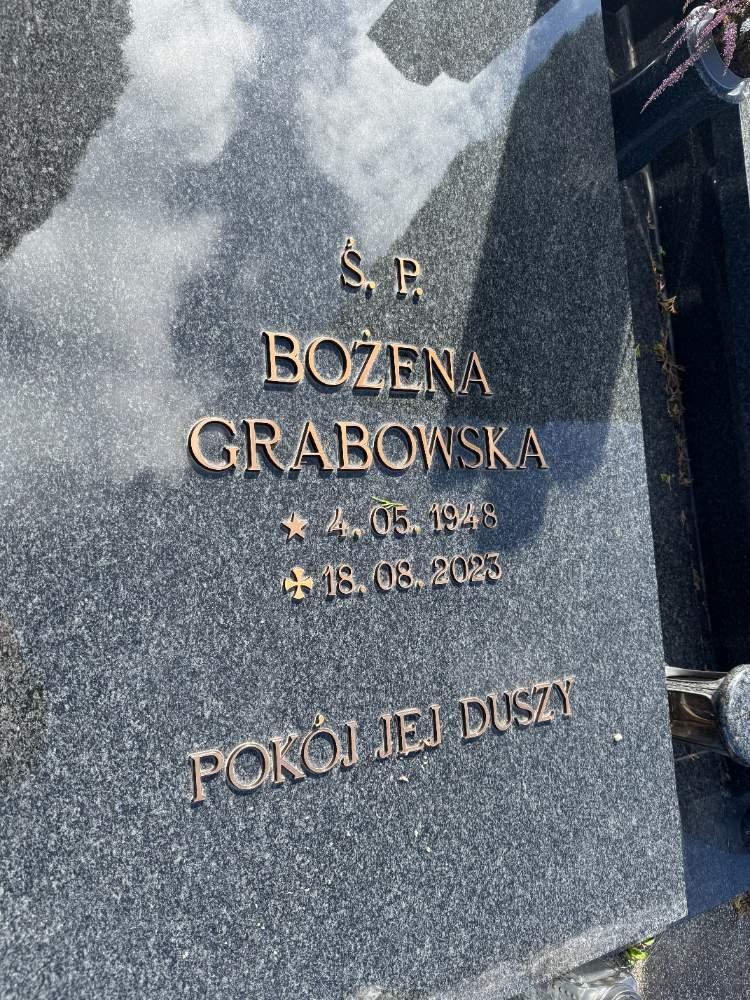 Ś. P.
BOŻENA
GRABOWSKA
★ 4. 05. 1948
✠ 18. 08. 2023
POKÓJ JEJ DUSZY